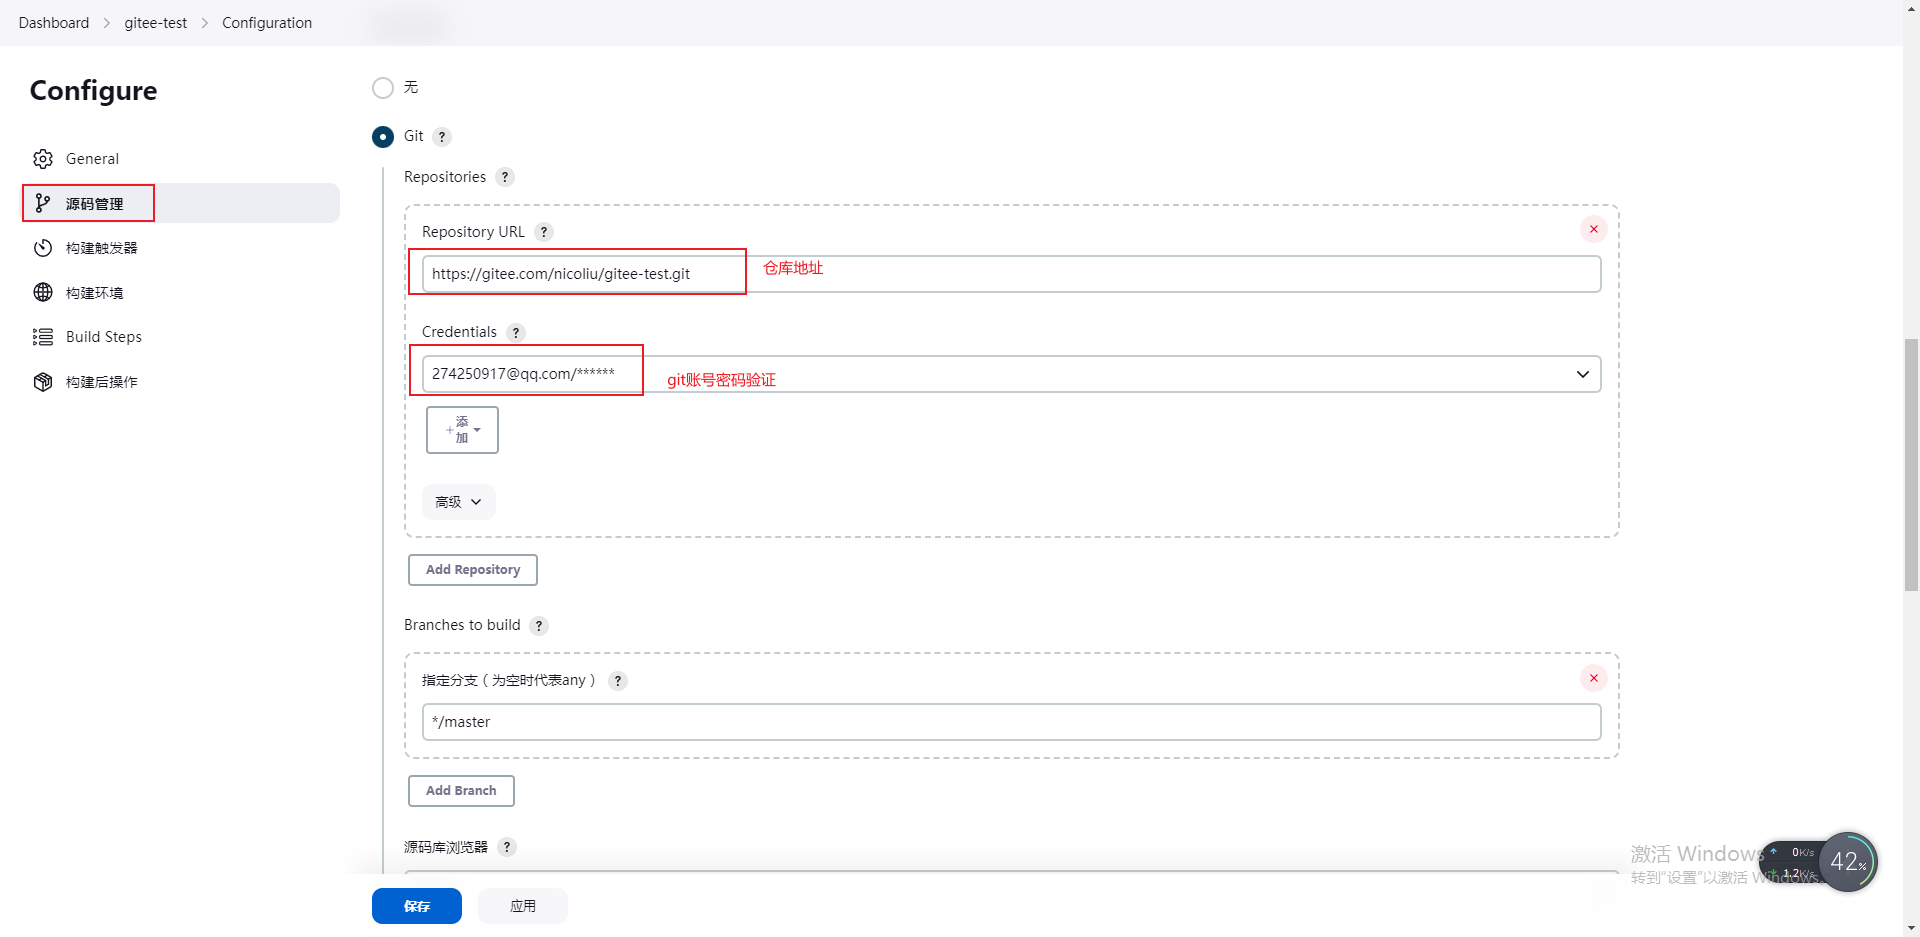 Dashboard > gitee-test > Configuration
Configure
General
源码管理
构建触发器
构建环境
Build Steps
构建后操作
无
Git ?
Repositories ?
Repository URL ?
https://gitee.com/nicoliu/gitee-test.git
仓库地址
Credentials ?
274250917@qq.com/******
git账号密码验证
+添加
高级
Add Repository
Branches to build ?
指定分支（为空时代表any） ?
*/master
Add Branch
源码库浏览器 ?
保存
应用
激活 Windows
转到"设置"以激活 Windows。
0K/s
1.2K/s
42%